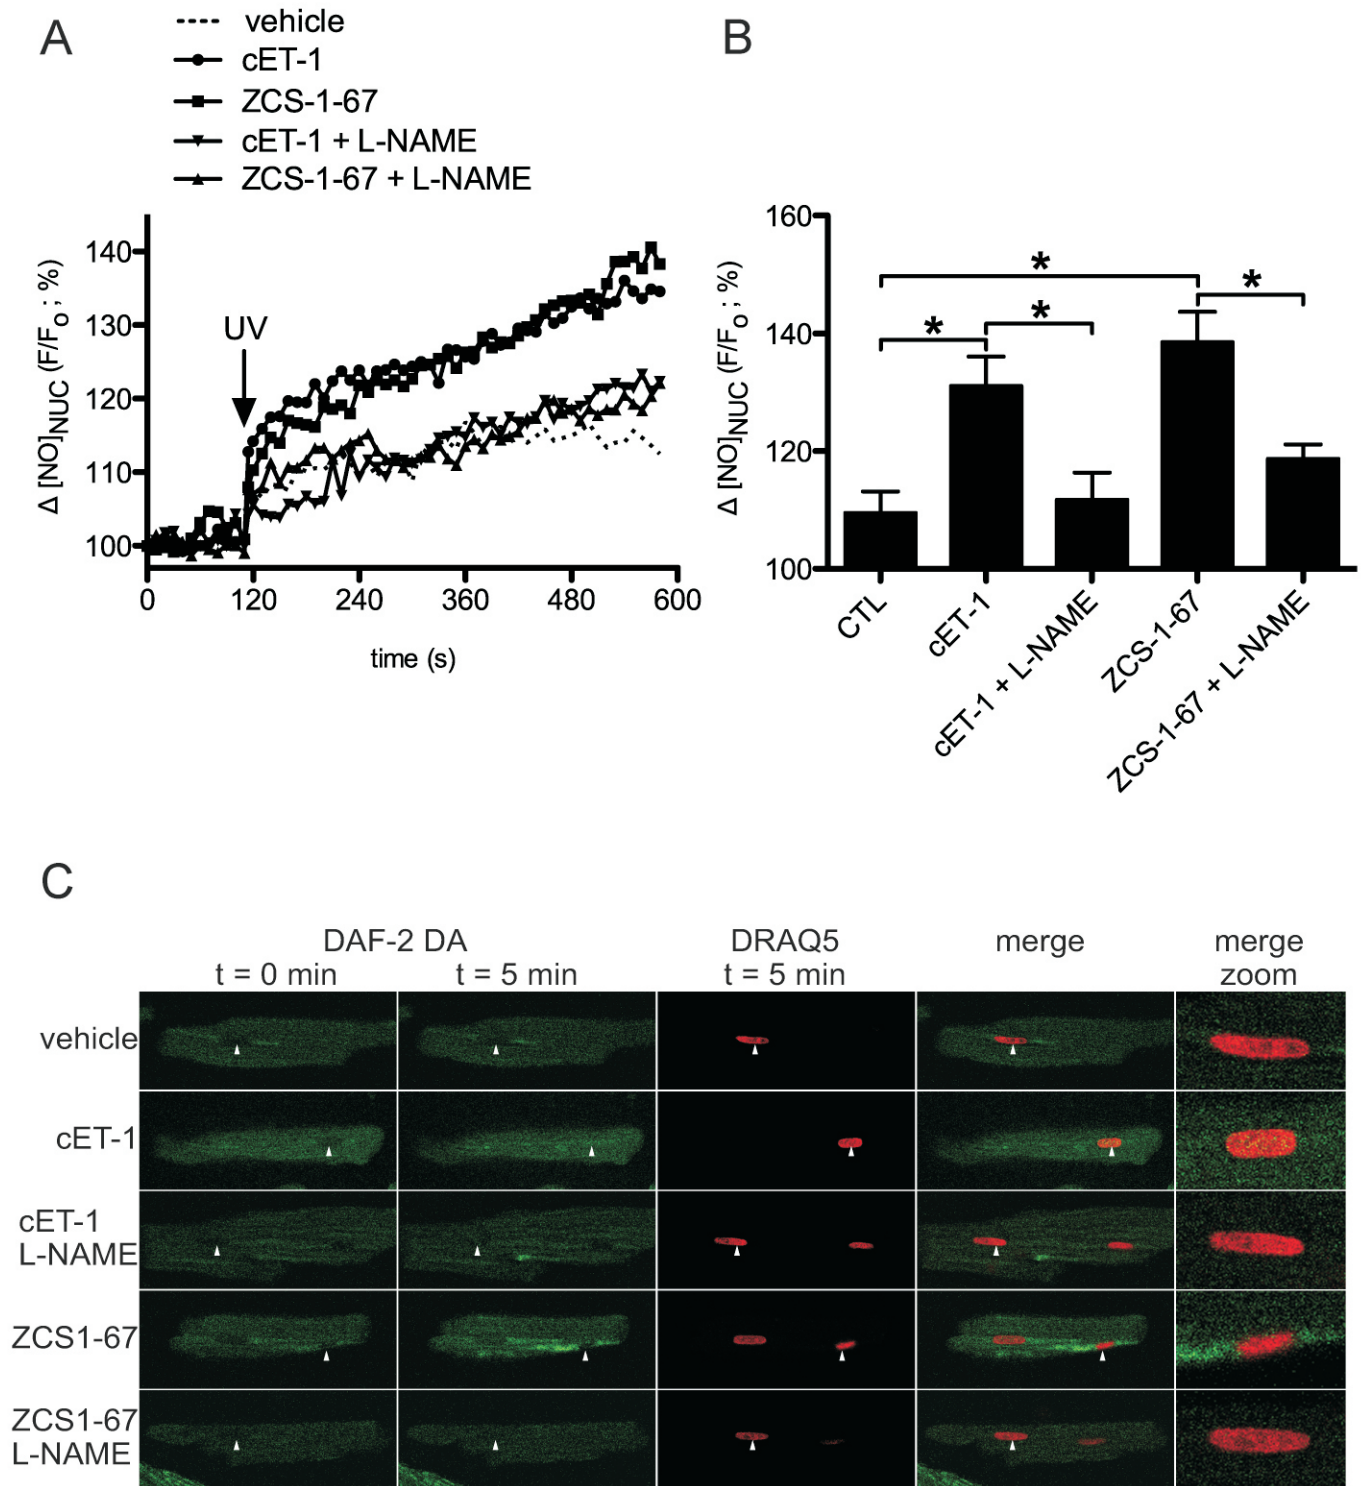 A
vehicle
cET-1
ZCS-1-67
cET-1 + L-NAME
ZCS-1-67 + L-NAME
Δ [NO]NUC (F/Fo ; %)
140
130
120
110
100
UV
0 120 240 360 480 600
time (s)
B
Δ [NO]NUC (F/Fo ; %)
160
140
120
100
* * * *
CTL
cET-1
cET-1 + L-NAME
ZCS-1-67
ZCS-1-67 + L-NAME
C
DAF-2 DA DRAQ5 merge merge
t = 0 min t = 5 min t = 5 min zoom
vehicle
cET-1
cET-1
L-NAME
ZCS1-67
ZCS1-67
L-NAME